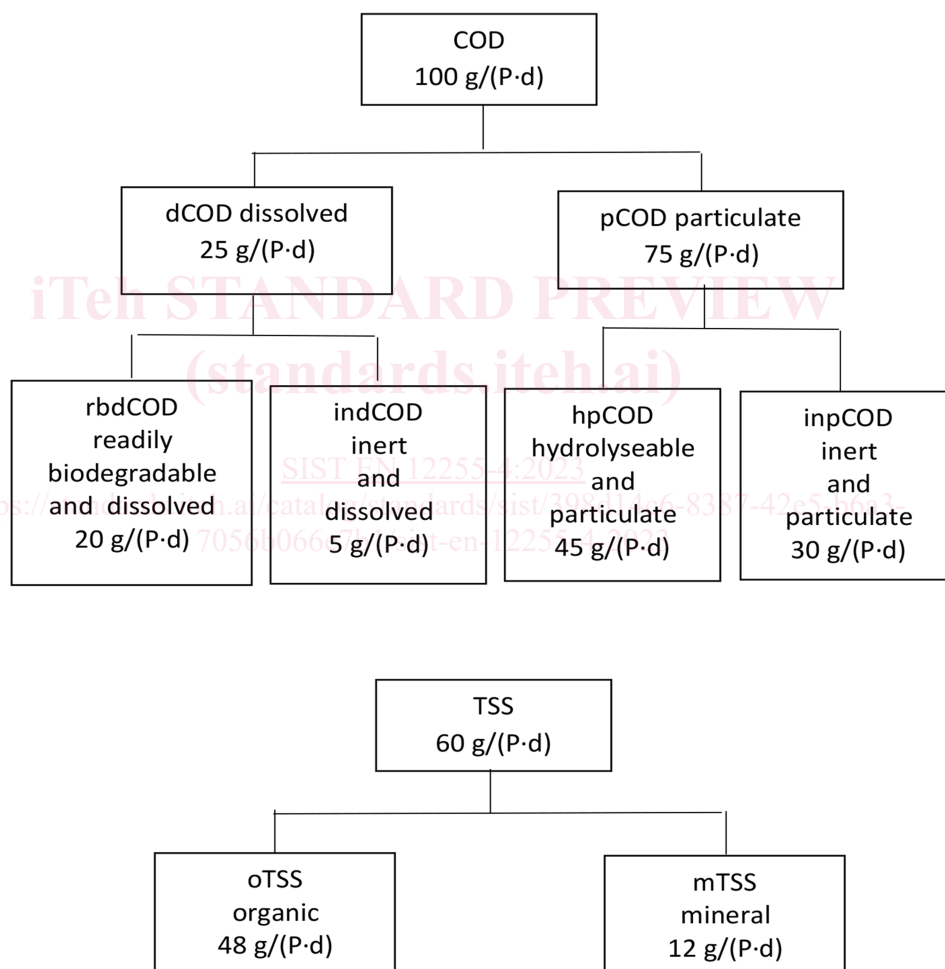 COD
100 g/(P·d)
dCOD dissolved
25 g/(P·d)
pCOD particulate
75 g/(P·d)
iTeh STANDARD PREVIEW
(standards.iteh.ai)
rbdCOD
readily
biodegradable
and dissolved
20 g/(P·d)
indCOD
inert
and
dissolved
5 g/(P·d)
hpCOD
hydrolyseable
and
particulate
45 g/(P·d)
inpCOD
inert
and
particulate
30 g/(P·d)
SIST EN 12255-4:2023
TSS
60 g/(P·d)
oTSS
organic
48 g/(P·d)
mTSS
mineral
12 g/(P·d)